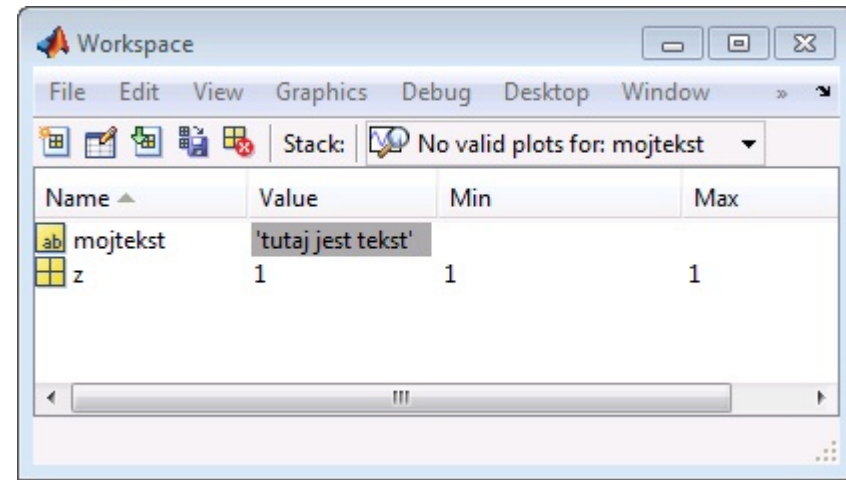 Workspace
File Edit View Graphics Debug Desktop Window »
Stack: No valid plots for: mojtekst
Name Value Min Max
ab mojtekst 'tutaj jest tekst'
z 1 1 1